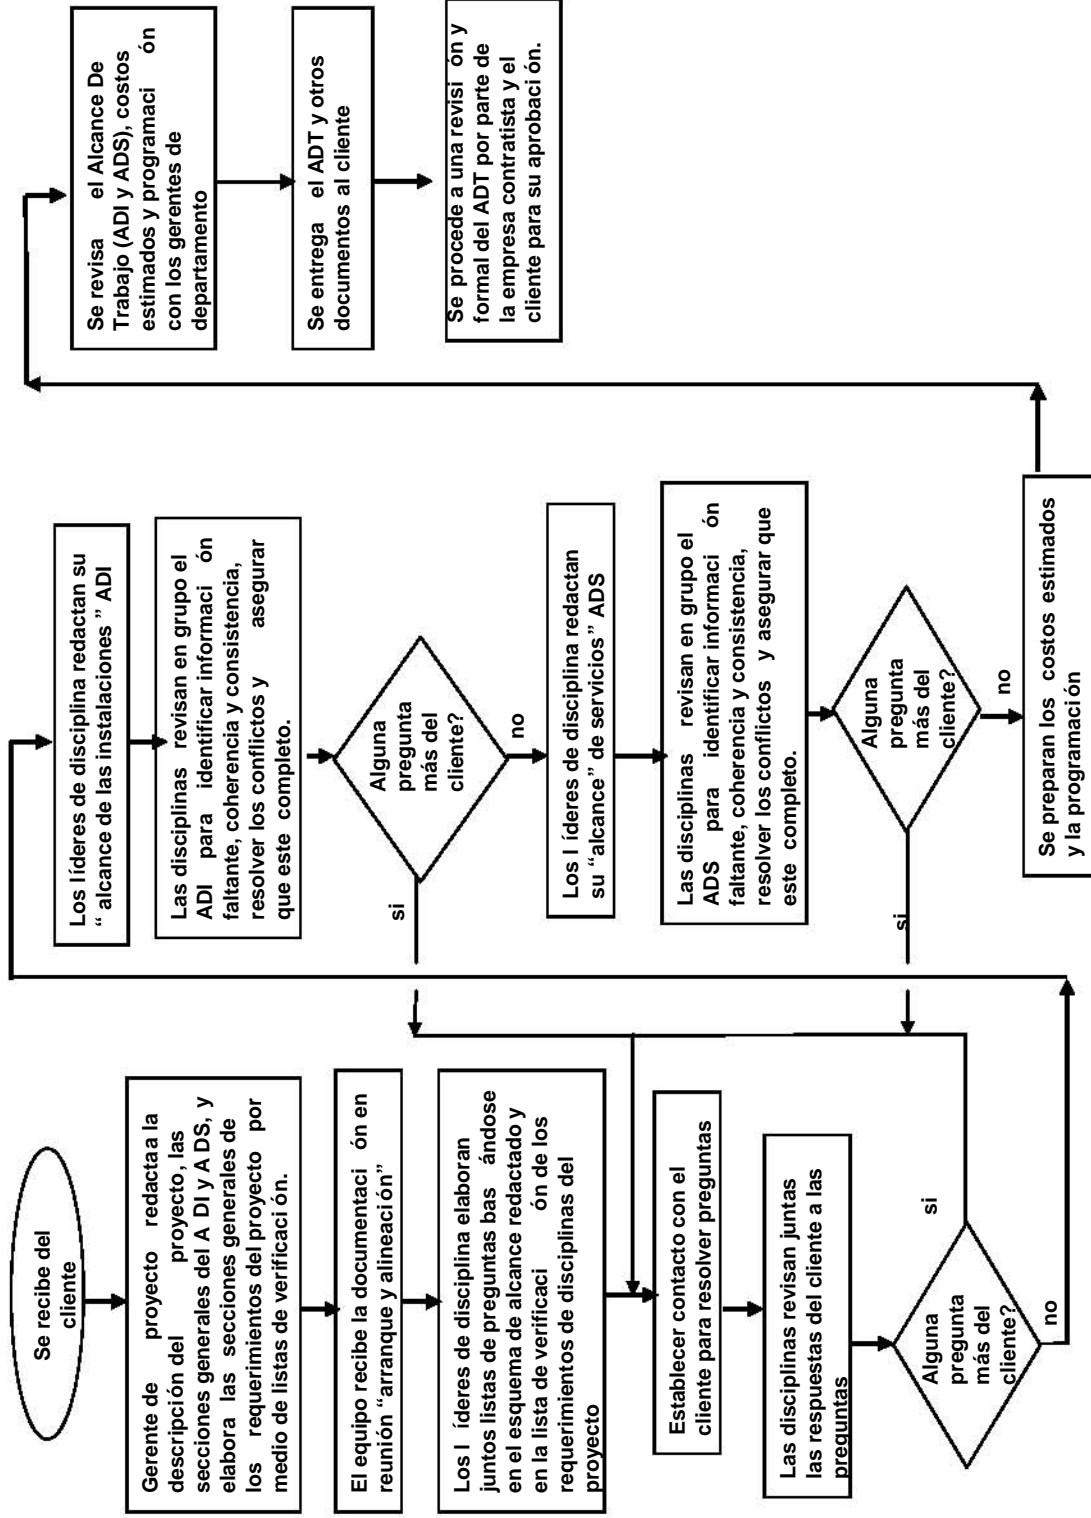 Se recibe del
cliente
Gerente de proyecto redactaa la
descripción del proyecto, las
secciones generales del A DI y A DS, y
elabora las secciones generales de
los requerimientos del proyecto por
medio de listas de verificaci ón.
El equipo recibe la documentaci ón en
reunión “arranque y alineación”
Los l íderes de disciplina elaboran
juntos listas de preguntas bas ándose
en el esquema de alcance redactado y
en la lista de verificaci ón de los
requerimientos de disciplinas del
proyecto
Establecer contacto con el
cliente para resolver preguntas
Las disciplinas revisan juntas
las respuestas del cliente a las
preguntas
Alguna
pregunta
más del
cliente?
si
no
Los líderes de disciplina redactan su
“ alcance de las instalaciones ” ADI
Las disciplinas revisan en grupo el
ADI para identificar informaci ón
faltante, coherencia y consistencia,
resolver los conflictos y asegurar
que este completo.
Alguna
pregunta
más del
cliente?
si
no
Los l íderes de disciplina redactan
su “alcance” de servicios” ADS
Las disciplinas revisan en grupo el
ADS para identificar informaci ón
faltante, coherencia y consistencia,
resolver los conflictos y asegurar que
este completo.
Alguna
pregunta
más del
cliente?
si
no
Se preparan los costos estimados
y la programación
Se revisa el Alcance De
Trabajo (ADI y ADS), costos
estimados y programaci ón
con los gerentes de
departamento
Se entrega el ADT y otros
documentos al cliente
Se procede a una revisi ón y
formal del ADT por parte de
la empresa contratista y el
cliente para su aprobaci ón.